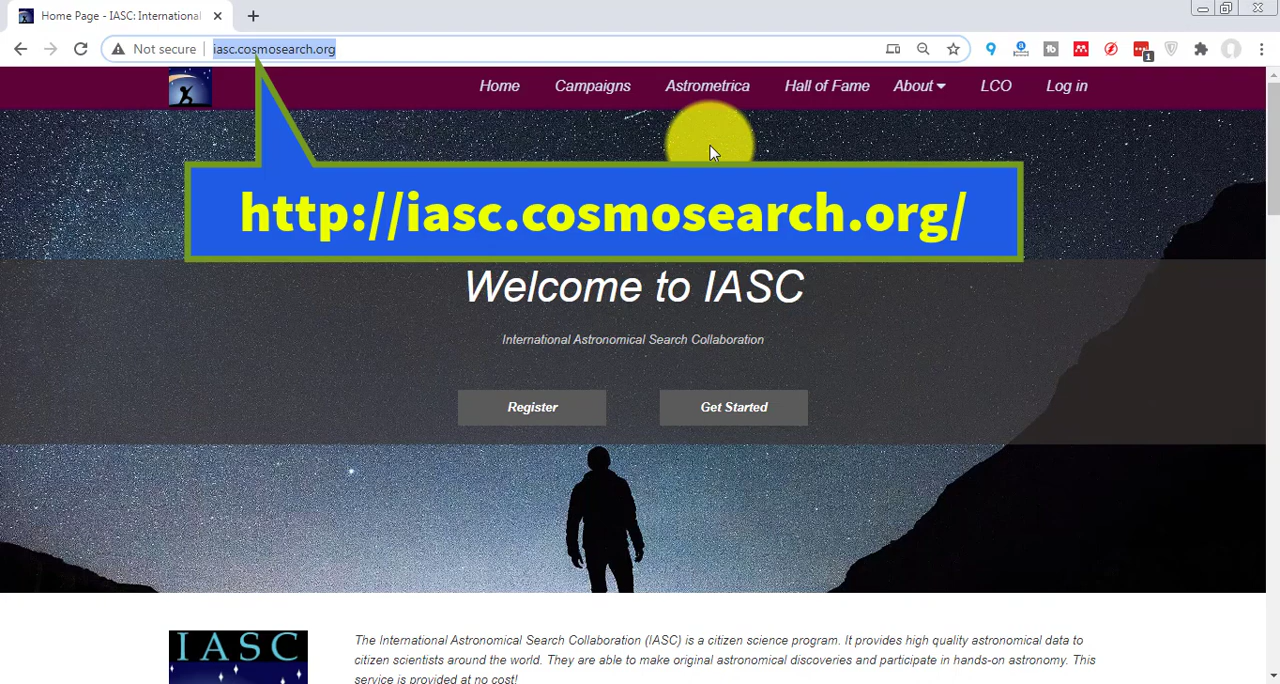 Home Page - IASC: International
Not secure
iasc.cosmosearch.org
1
Home
Campaigns
Astrometrica
Hall of Fame
About
LCO
Log in
http://iasc.cosmosearch.org/
Welcome to IASC
International Astronomical Search Collaboration
Register
Get Started
IASC
The International Astronomical Search Collaboration (IASC) is a citizen science program. It provides high quality astronomical data to
citizen scientists around the world. They are able to make original astronomical discoveries and participate in hands-on astronomy. This
service is provided at no cost!